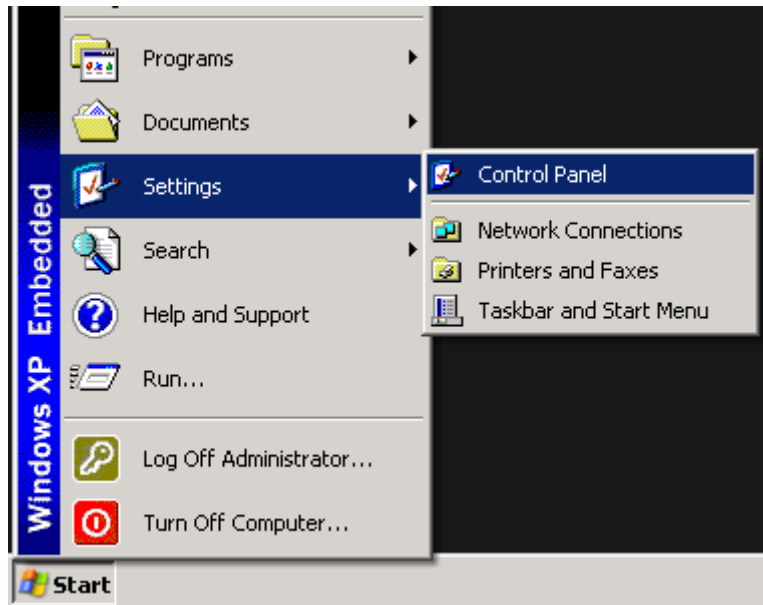 Programs
Documents
Settings
Control Panel
Network Connections
Printers and Faxes
Taskbar and Start Menu
Search
Help and Support
Run...
Log Off Administrator...
Turn Off Computer...
Windows XP Embedded
Start